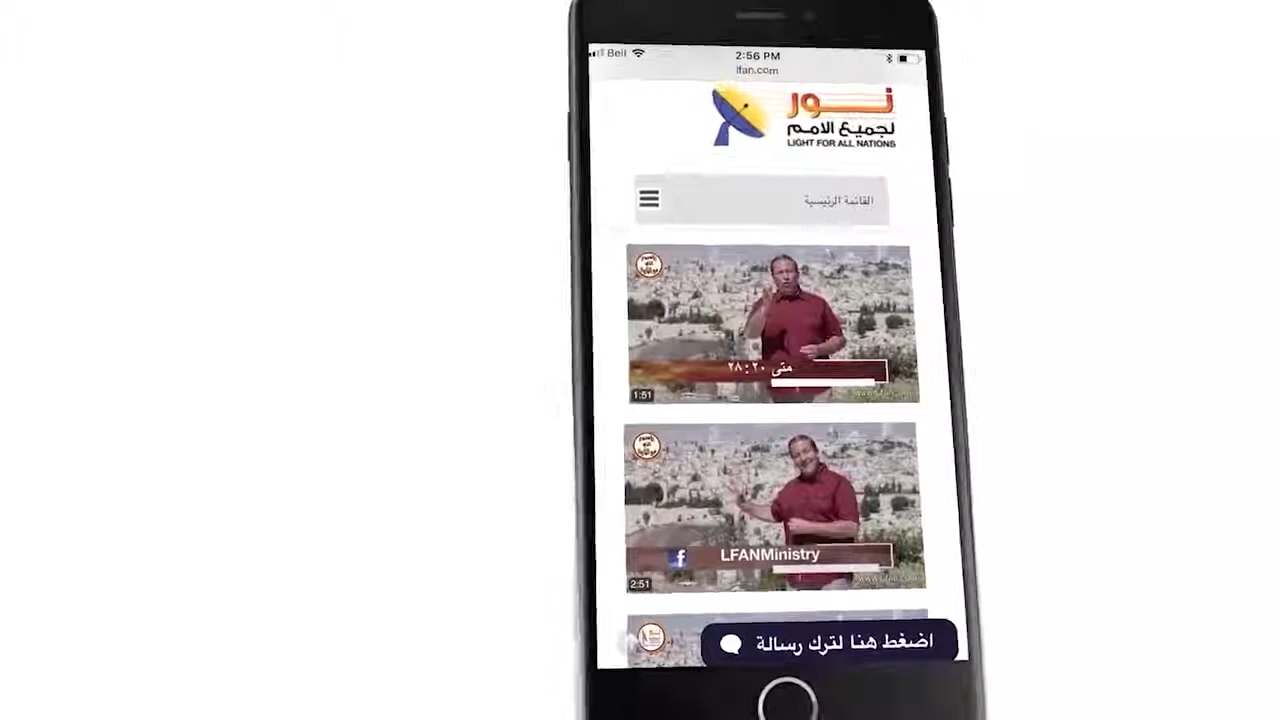 Bell
2:56 PM
lfan.com
نور
لجميع الامم
LIGHT FOR ALL NATIONS
القائمة الرئيسية
متى ٢٨:٢٠
1:51
LFANMinistry
2:51
اضغط هنا لترك رسالة